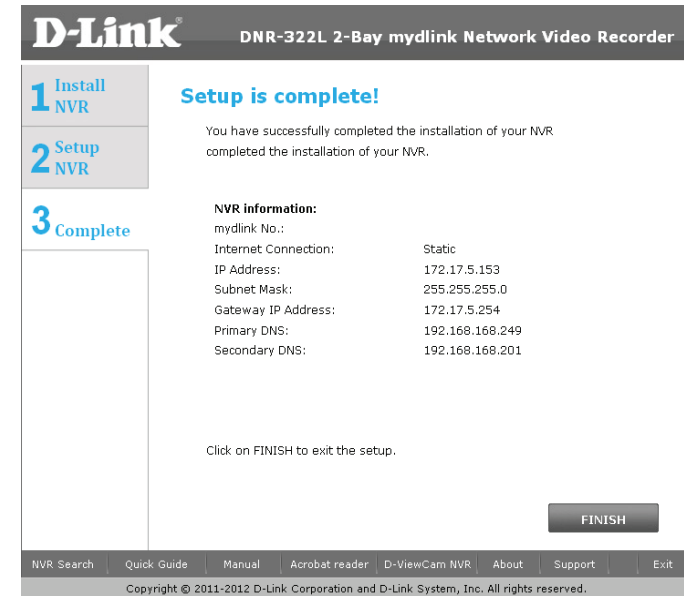 D-Link®
DNR-322L 2-Bay mydlink Network Video Recorder
1 Install NVR
2 Setup NVR
3 Complete
Setup is complete!
You have successfully completed the installation of your NVR
completed the installation of your NVR.
NVR information:
mydlink No.:
Internet Connection: Static
IP Address: 172.17.5.153
Subnet Mask: 255.255.255.0
Gateway IP Address: 172.17.5.254
Primary DNS: 192.168.168.249
Secondary DNS: 192.168.168.201
Click on FINISH to exit the setup.
FINISH
NVR Search Quick Guide Manual Acrobat reader D-ViewCam NVR About Support Exit
Copyright © 2011-2012 D-Link Corporation and D-Link System, Inc. All rights reserved.